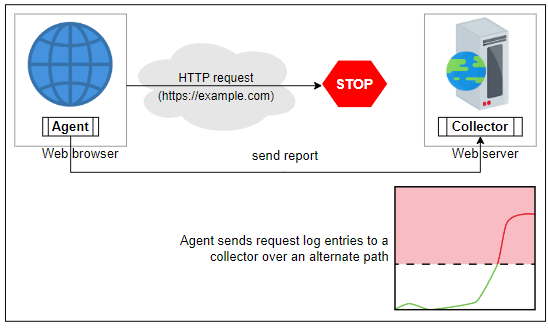 HTTP request
(https://example.com)
STOP
Agent
Collector
Web browser
Web server
send report
Agent sends request log entries to a
collector over an alternate path